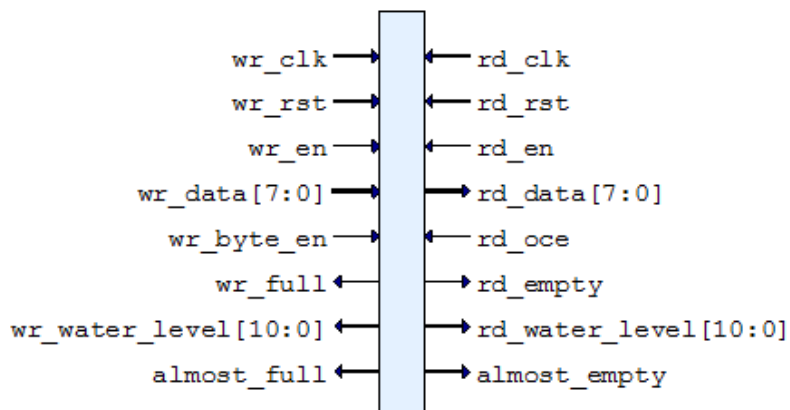 wr_clk rd_clk
wr_rst rd_rst
wr_en rd_en
wr_data[7:0] rd_data[7:0]
wr_byte_en rd_oce
wr_full rd_empty
wr_water_level[10:0] rd_water_level[10:0]
almost_full almost_empty